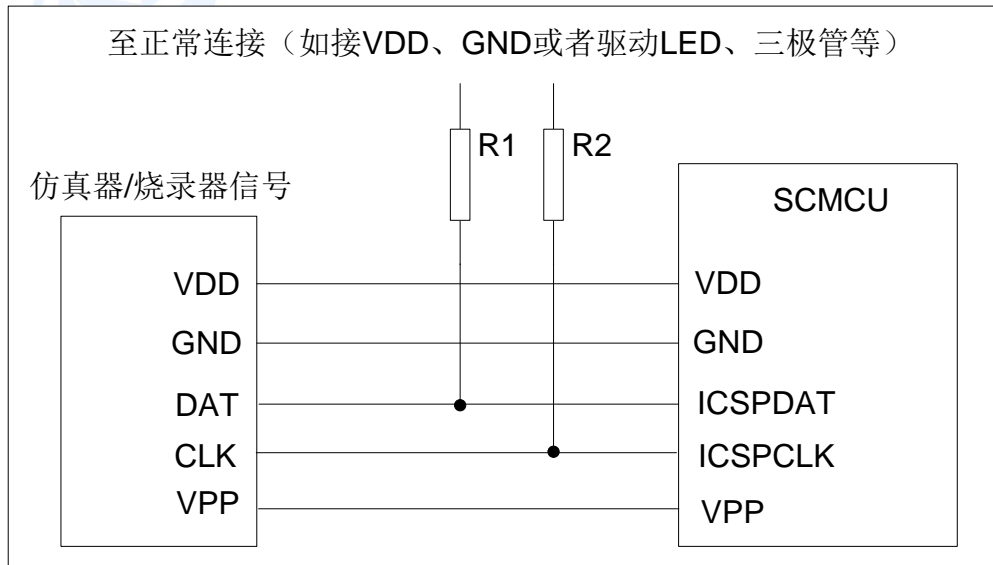 至正常连接（如接VDD、GND或者驱动LED、三极管等）
R1
R2
仿真器/烧录器信号
SCMCU
VDD
VDD
GND
GND
DAT
ICSPDAT
CLK
ICSPCLK
VPP
VPP